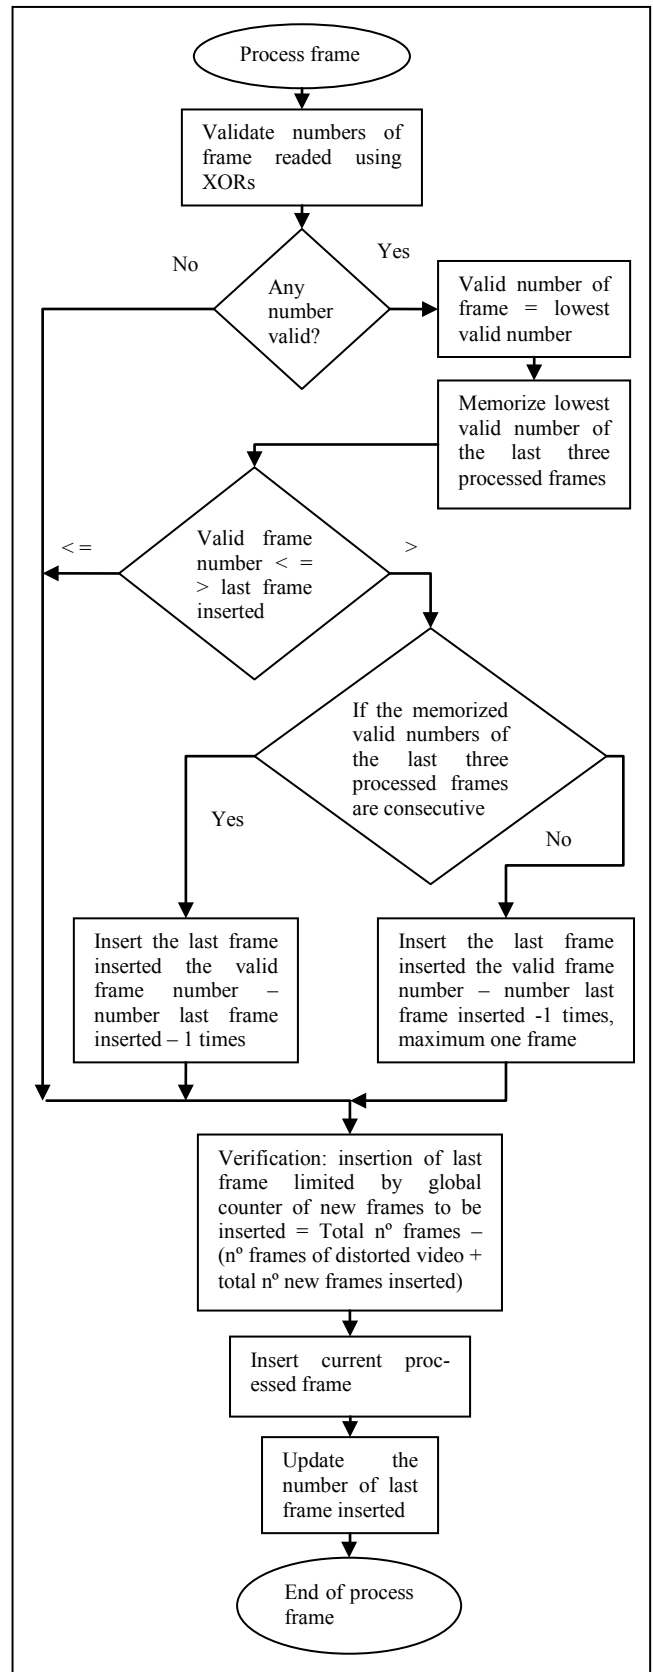 Process frame
Validate numbers of
frame readed using
XORs
No
Yes
Any
number
valid?
Valid number of
frame = lowest
valid number
Memorize lowest
valid number of
the last three
processed frames
< =
>
Valid frame
number < =
> last frame
inserted
If the memorized
valid numbers of
the last three
processed frames
are consecutive
Yes
No
Insert the last frame
inserted the valid
frame number –
number last frame
inserted – 1 times
Insert the last frame
inserted the valid frame
number – number last
frame inserted -1 times,
maximum one frame
Verification: insertion of last
frame limited by global
counter of new frames to be
inserted = Total nº frames –
(nº frames of distorted video +
total nº new frames inserted)
Insert current proc-
essed frame
Update the
number of last
frame inserted
End of process
frame